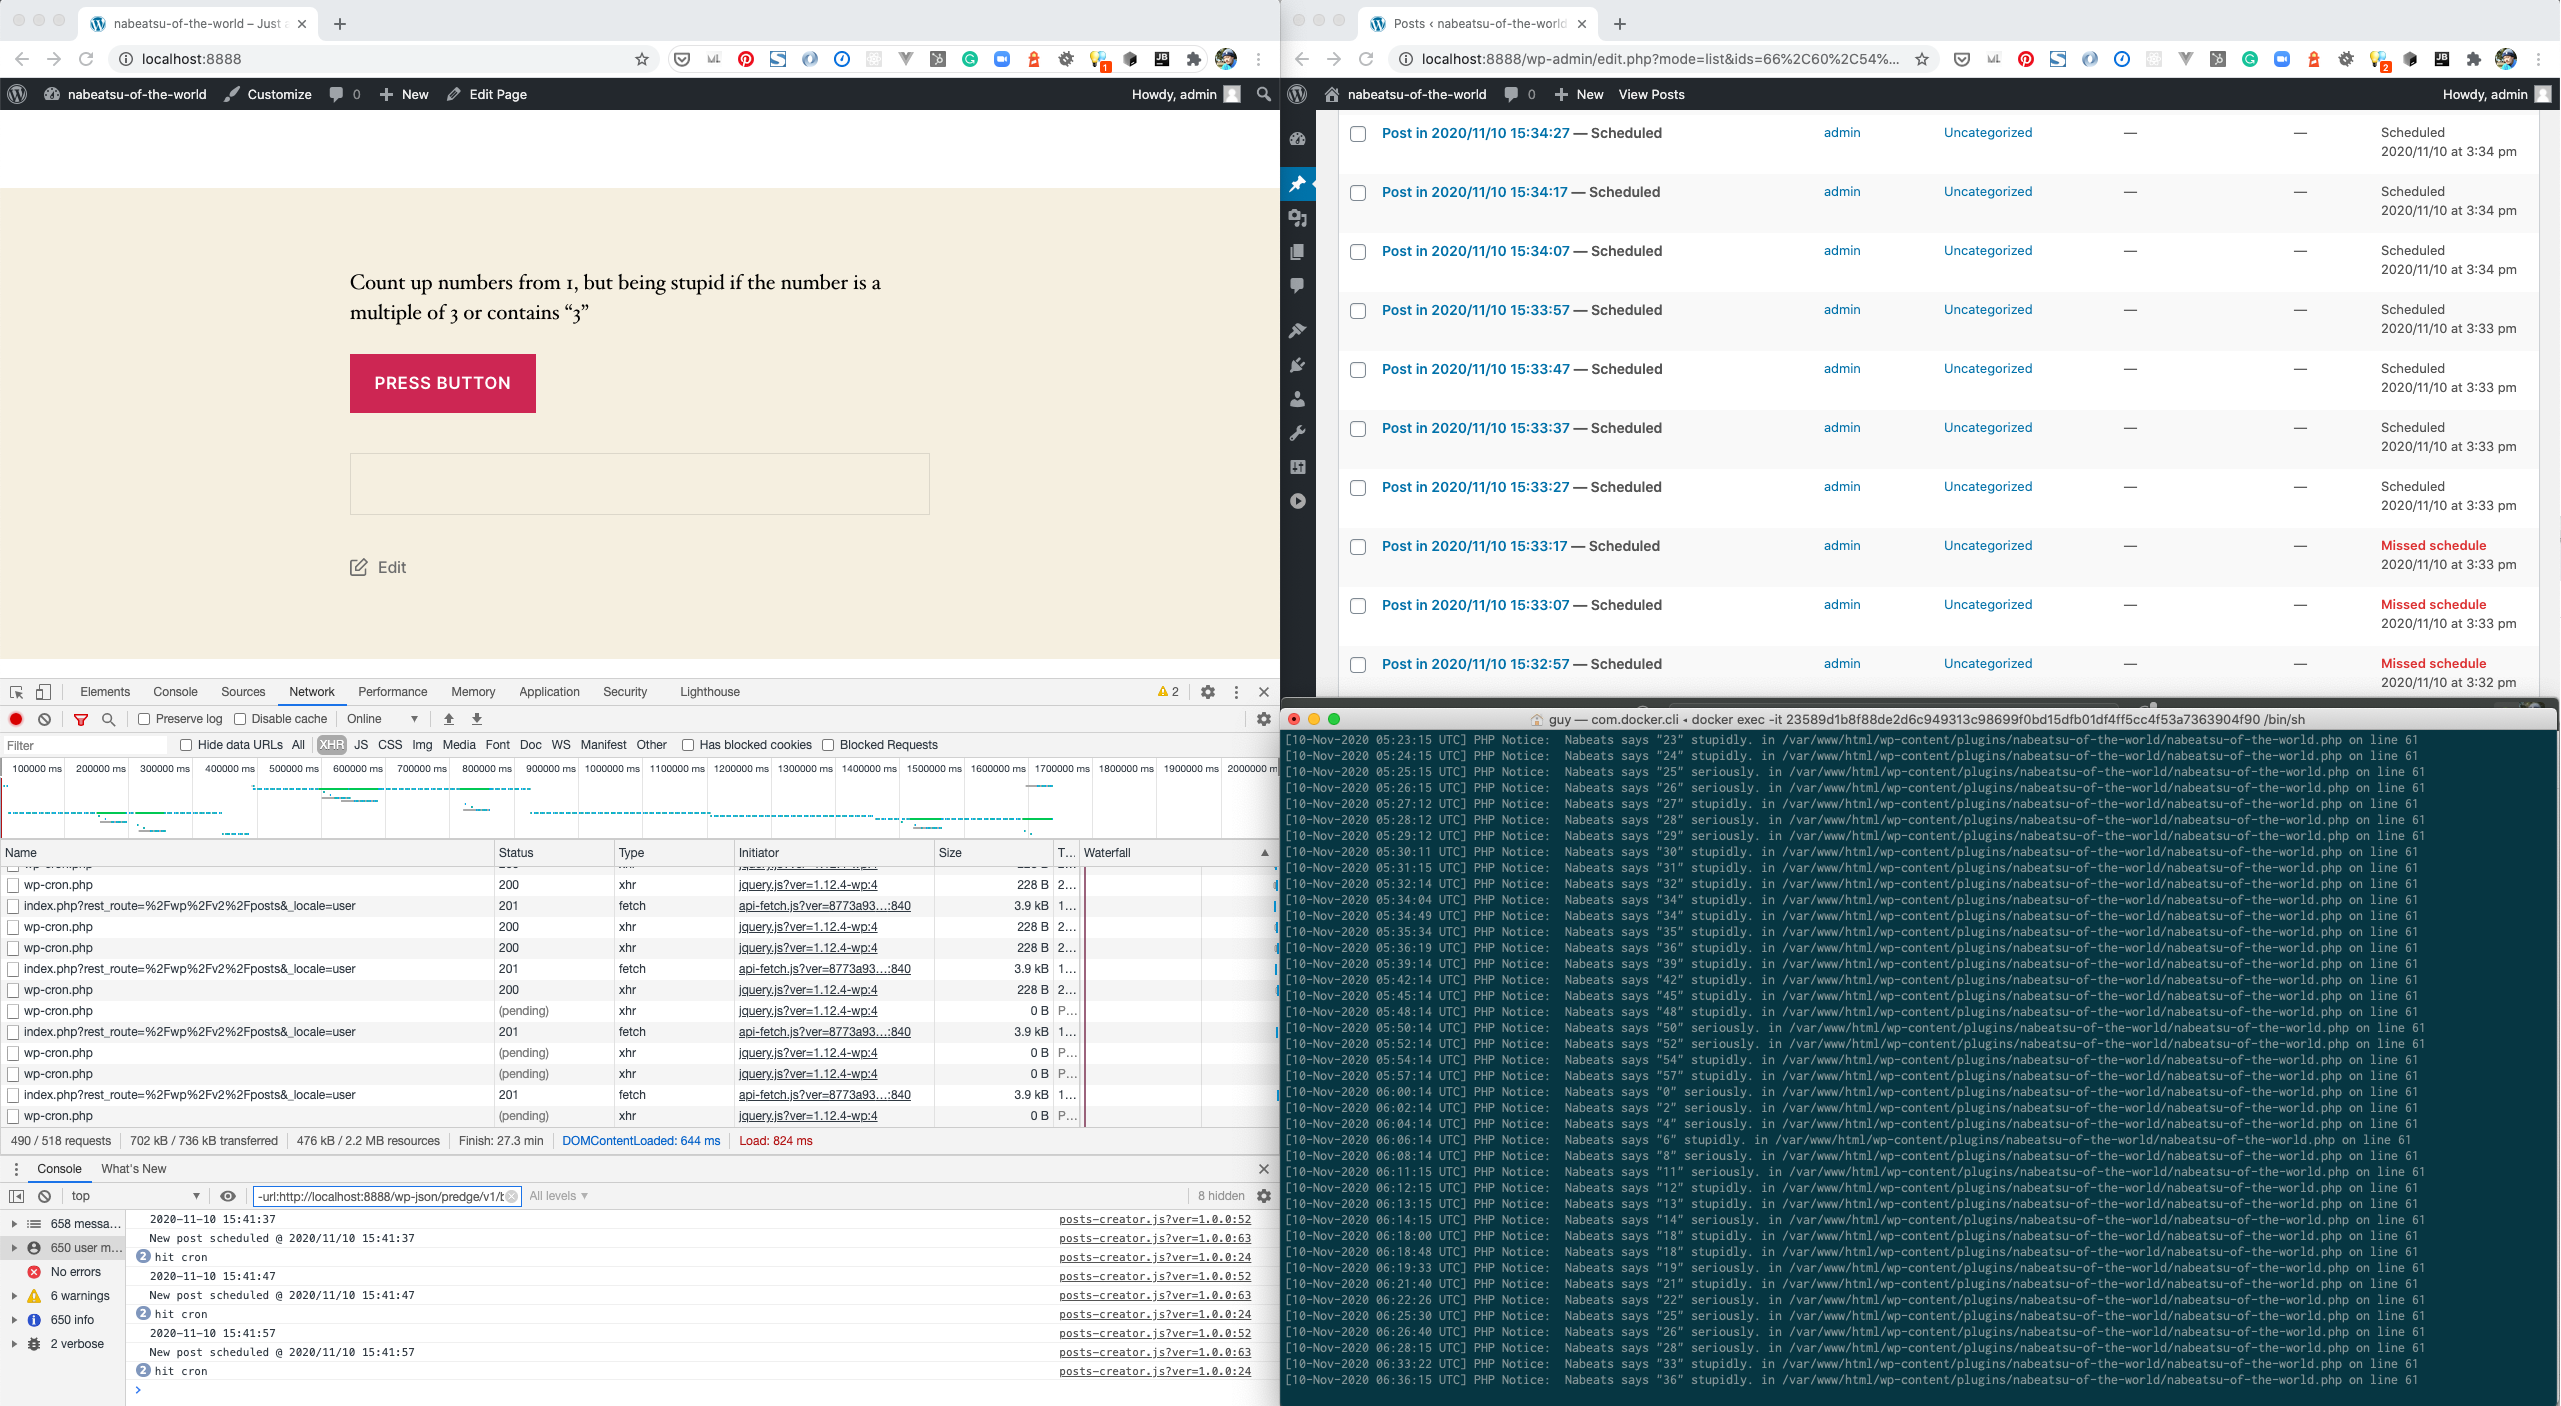 nabeatsu-of-the-world – Just a
localhost:8888
nabeatsu-of-the-world
Customize
0
New
Edit Page
Howdy, admin
Count up numbers from 1, but being stupid if the number is a
multiple of 3 or contains “3”
PRESS BUTTON
Edit
Elements Console Sources Network Performance Memory Application Security Lighthouse
2
Preserve log Disable cache Online
Filter Hide data URLs All XHR JS CSS Img Media Font Doc WS Manifest Other Has blocked cookies Blocked Requests
100000 ms 200000 ms 300000 ms 400000 ms 500000 ms 600000 ms 700000 ms 800000 ms 900000 ms 1000000 ms 1100000 ms 1200000 ms 1300000 ms 1400000 ms 1500000 ms 1600000 ms 1700000 ms 1800000 ms 1900000 ms 2000000 m
Name Status Type Initiator Size T... Waterfall
wp-cron.php 200 xhr jquery.js?ver=1.12.4-wp:4 228 B 2...
index.php?rest_route=%2Fwp%2Fv2%2Fposts&_locale=user 201 fetch api-fetch.js?ver=8773a93...:840 3.9 kB 1...
wp-cron.php 200 xhr jquery.js?ver=1.12.4-wp:4 228 B 2...
wp-cron.php 200 xhr jquery.js?ver=1.12.4-wp:4 228 B 2...
index.php?rest_route=%2Fwp%2Fv2%2Fposts&_locale=user 201 fetch api-fetch.js?ver=8773a93...:840 3.9 kB 1...
wp-cron.php 200 xhr jquery.js?ver=1.12.4-wp:4 228 B 2...
wp-cron.php (pending) xhr jquery.js?ver=1.12.4-wp:4 0 B P...
index.php?rest_route=%2Fwp%2Fv2%2Fposts&_locale=user 201 fetch api-fetch.js?ver=8773a93...:840 3.9 kB 1...
wp-cron.php (pending) xhr jquery.js?ver=1.12.4-wp:4 0 B P...
wp-cron.php (pending) xhr jquery.js?ver=1.12.4-wp:4 0 B P...
index.php?rest_route=%2Fwp%2Fv2%2Fposts&_locale=user 201 fetch api-fetch.js?ver=8773a93...:840 3.9 kB 1...
wp-cron.php (pending) xhr jquery.js?ver=1.12.4-wp:4 0 B P...
490 / 518 requests 702 kB / 736 kB transferred 476 kB / 2.2 MB resources Finish: 27.3 min DOMContentLoaded: 644 ms Load: 824 ms
Console What's New
top -url:http://localhost:8888/wp-json/predge/v1/b All levels 8 hidden
658 messa...
650 user m...
No errors
6 warnings
650 info
2 verbose
2020-11-10 15:41:37 posts-creator.js?ver=1.0.0:52
New post scheduled @ 2020/11/10 15:41:37 posts-creator.js?ver=1.0.0:63
2 hit cron posts-creator.js?ver=1.0.0:24
2020-11-10 15:41:47 posts-creator.js?ver=1.0.0:52
New post scheduled @ 2020/11/10 15:41:47 posts-creator.js?ver=1.0.0:63
2 hit cron posts-creator.js?ver=1.0.0:24
2020-11-10 15:41:57 posts-creator.js?ver=1.0.0:52
New post scheduled @ 2020/11/10 15:41:57 posts-creator.js?ver=1.0.0:63
2 hit cron posts-creator.js?ver=1.0.0:24
Posts ‹ nabeatsu-of-the-world
localhost:8888/wp-admin/edit.php?mode=list&ids=66%2C60%2C54%...
nabeatsu-of-the-world 0 New View Posts Howdy, admin
Post in 2020/11/10 15:34:27 — Scheduled admin Uncategorized — — Scheduled
2020/11/10 at 3:34 pm
Post in 2020/11/10 15:34:17 — Scheduled admin Uncategorized — — Scheduled
2020/11/10 at 3:34 pm
Post in 2020/11/10 15:34:07 — Scheduled admin Uncategorized — — Scheduled
2020/11/10 at 3:34 pm
Post in 2020/11/10 15:33:57 — Scheduled admin Uncategorized — — Scheduled
2020/11/10 at 3:33 pm
Post in 2020/11/10 15:33:47 — Scheduled admin Uncategorized — — Scheduled
2020/11/10 at 3:33 pm
Post in 2020/11/10 15:33:37 — Scheduled admin Uncategorized — — Scheduled
2020/11/10 at 3:33 pm
Post in 2020/11/10 15:33:27 — Scheduled admin Uncategorized — — Scheduled
2020/11/10 at 3:33 pm
Post in 2020/11/10 15:33:17 — Scheduled admin Uncategorized — — Missed schedule
2020/11/10 at 3:33 pm
Post in 2020/11/10 15:33:07 — Scheduled admin Uncategorized — — Missed schedule
2020/11/10 at 3:33 pm
Post in 2020/11/10 15:32:57 — Scheduled admin Uncategorized — — Missed schedule
2020/11/10 at 3:32 pm
guy — com.docker.cli ◂ docker exec -it 23589d1b8f88de2d6c949313c98699f0bd15dfb01df4ff5cc4f53a7363904f90 /bin/sh
[10-Nov-2020 05:23:15 UTC] PHP Notice:  Nabeats says "23" stupidly. in /var/www/html/wp-content/plugins/nabeatsu-of-the-world/nabeatsu-of-the-world.php on line 61
[10-Nov-2020 05:24:15 UTC] PHP Notice:  Nabeats says "24" stupidly. in /var/www/html/wp-content/plugins/nabeatsu-of-the-world/nabeatsu-of-the-world.php on line 61
[10-Nov-2020 05:25:15 UTC] PHP Notice:  Nabeats says "25" seriously. in /var/www/html/wp-content/plugins/nabeatsu-of-the-world/nabeatsu-of-the-world.php on line 61
[10-Nov-2020 05:26:15 UTC] PHP Notice:  Nabeats says "26" seriously. in /var/www/html/wp-content/plugins/nabeatsu-of-the-world/nabeatsu-of-the-world.php on line 61
[10-Nov-2020 05:27:12 UTC] PHP Notice:  Nabeats says "27" stupidly. in /var/www/html/wp-content/plugins/nabeatsu-of-the-world/nabeatsu-of-the-world.php on line 61
[10-Nov-2020 05:28:12 UTC] PHP Notice:  Nabeats says "28" seriously. in /var/www/html/wp-content/plugins/nabeatsu-of-the-world/nabeatsu-of-the-world.php on line 61
[10-Nov-2020 05:29:12 UTC] PHP Notice:  Nabeats says "29" seriously. in /var/www/html/wp-content/plugins/nabeatsu-of-the-world/nabeatsu-of-the-world.php on line 61
[10-Nov-2020 05:30:11 UTC] PHP Notice:  Nabeats says "30" stupidly. in /var/www/html/wp-content/plugins/nabeatsu-of-the-world/nabeatsu-of-the-world.php on line 61
[10-Nov-2020 05:31:15 UTC] PHP Notice:  Nabeats says "31" stupidly. in /var/www/html/wp-content/plugins/nabeatsu-of-the-world/nabeatsu-of-the-world.php on line 61
[10-Nov-2020 05:32:14 UTC] PHP Notice:  Nabeats says "32" stupidly. in /var/www/html/wp-content/plugins/nabeatsu-of-the-world/nabeatsu-of-the-world.php on line 61
[10-Nov-2020 05:34:04 UTC] PHP Notice:  Nabeats says "34" stupidly. in /var/www/html/wp-content/plugins/nabeatsu-of-the-world/nabeatsu-of-the-world.php on line 61
[10-Nov-2020 05:34:49 UTC] PHP Notice:  Nabeats says "34" stupidly. in /var/www/html/wp-content/plugins/nabeatsu-of-the-world/nabeatsu-of-the-world.php on line 61
[10-Nov-2020 05:35:34 UTC] PHP Notice:  Nabeats says "35" stupidly. in /var/www/html/wp-content/plugins/nabeatsu-of-the-world/nabeatsu-of-the-world.php on line 61
[10-Nov-2020 05:36:19 UTC] PHP Notice:  Nabeats says "36" stupidly. in /var/www/html/wp-content/plugins/nabeatsu-of-the-world/nabeatsu-of-the-world.php on line 61
[10-Nov-2020 05:39:14 UTC] PHP Notice:  Nabeats says "39" stupidly. in /var/www/html/wp-content/plugins/nabeatsu-of-the-world/nabeatsu-of-the-world.php on line 61
[10-Nov-2020 05:42:14 UTC] PHP Notice:  Nabeats says "42" stupidly. in /var/www/html/wp-content/plugins/nabeatsu-of-the-world/nabeatsu-of-the-world.php on line 61
[10-Nov-2020 05:45:14 UTC] PHP Notice:  Nabeats says "45" stupidly. in /var/www/html/wp-content/plugins/nabeatsu-of-the-world/nabeatsu-of-the-world.php on line 61
[10-Nov-2020 05:48:14 UTC] PHP Notice:  Nabeats says "48" stupidly. in /var/www/html/wp-content/plugins/nabeatsu-of-the-world/nabeatsu-of-the-world.php on line 61
[10-Nov-2020 05:50:14 UTC] PHP Notice:  Nabeats says "50" seriously. in /var/www/html/wp-content/plugins/nabeatsu-of-the-world/nabeatsu-of-the-world.php on line 61
[10-Nov-2020 05:52:14 UTC] PHP Notice:  Nabeats says "52" seriously. in /var/www/html/wp-content/plugins/nabeatsu-of-the-world/nabeatsu-of-the-world.php on line 61
[10-Nov-2020 05:54:14 UTC] PHP Notice:  Nabeats says "54" stupidly. in /var/www/html/wp-content/plugins/nabeatsu-of-the-world/nabeatsu-of-the-world.php on line 61
[10-Nov-2020 05:57:14 UTC] PHP Notice:  Nabeats says "57" stupidly. in /var/www/html/wp-content/plugins/nabeatsu-of-the-world/nabeatsu-of-the-world.php on line 61
[10-Nov-2020 06:00:14 UTC] PHP Notice:  Nabeats says "0" seriously. in /var/www/html/wp-content/plugins/nabeatsu-of-the-world/nabeatsu-of-the-world.php on line 61
[10-Nov-2020 06:02:14 UTC] PHP Notice:  Nabeats says "2" seriously. in /var/www/html/wp-content/plugins/nabeatsu-of-the-world/nabeatsu-of-the-world.php on line 61
[10-Nov-2020 06:04:14 UTC] PHP Notice:  Nabeats says "4" seriously. in /var/www/html/wp-content/plugins/nabeatsu-of-the-world/nabeatsu-of-the-world.php on line 61
[10-Nov-2020 06:06:14 UTC] PHP Notice:  Nabeats says "6" stupidly. in /var/www/html/wp-content/plugins/nabeatsu-of-the-world/nabeatsu-of-the-world.php on line 61
[10-Nov-2020 06:08:14 UTC] PHP Notice:  Nabeats says "8" seriously. in /var/www/html/wp-content/plugins/nabeatsu-of-the-world/nabeatsu-of-the-world.php on line 61
[10-Nov-2020 06:11:15 UTC] PHP Notice:  Nabeats says "11" seriously. in /var/www/html/wp-content/plugins/nabeatsu-of-the-world/nabeatsu-of-the-world.php on line 61
[10-Nov-2020 06:12:15 UTC] PHP Notice:  Nabeats says "12" stupidly. in /var/www/html/wp-content/plugins/nabeatsu-of-the-world/nabeatsu-of-the-world.php on line 61
[10-Nov-2020 06:13:15 UTC] PHP Notice:  Nabeats says "13" stupidly. in /var/www/html/wp-content/plugins/nabeatsu-of-the-world/nabeatsu-of-the-world.php on line 61
[10-Nov-2020 06:14:15 UTC] PHP Notice:  Nabeats says "14" seriously. in /var/www/html/wp-content/plugins/nabeatsu-of-the-world/nabeatsu-of-the-world.php on line 61
[10-Nov-2020 06:18:00 UTC] PHP Notice:  Nabeats says "18" stupidly. in /var/www/html/wp-content/plugins/nabeatsu-of-the-world/nabeatsu-of-the-world.php on line 61
[10-Nov-2020 06:18:48 UTC] PHP Notice:  Nabeats says "18" stupidly. in /var/www/html/wp-content/plugins/nabeatsu-of-the-world/nabeatsu-of-the-world.php on line 61
[10-Nov-2020 06:19:33 UTC] PHP Notice:  Nabeats says "19" seriously. in /var/www/html/wp-content/plugins/nabeatsu-of-the-world/nabeatsu-of-the-world.php on line 61
[10-Nov-2020 06:21:40 UTC] PHP Notice:  Nabeats says "21" stupidly. in /var/www/html/wp-content/plugins/nabeatsu-of-the-world/nabeatsu-of-the-world.php on line 61
[10-Nov-2020 06:22:26 UTC] PHP Notice:  Nabeats says "22" seriously. in /var/www/html/wp-content/plugins/nabeatsu-of-the-world/nabeatsu-of-the-world.php on line 61
[10-Nov-2020 06:25:30 UTC] PHP Notice:  Nabeats says "25" seriously. in /var/www/html/wp-content/plugins/nabeatsu-of-the-world/nabeatsu-of-the-world.php on line 61
[10-Nov-2020 06:26:40 UTC] PHP Notice:  Nabeats says "26" seriously. in /var/www/html/wp-content/plugins/nabeatsu-of-the-world/nabeatsu-of-the-world.php on line 61
[10-Nov-2020 06:28:15 UTC] PHP Notice:  Nabeats says "28" seriously. in /var/www/html/wp-content/plugins/nabeatsu-of-the-world/nabeatsu-of-the-world.php on line 61
[10-Nov-2020 06:33:22 UTC] PHP Notice:  Nabeats says "33" stupidly. in /var/www/html/wp-content/plugins/nabeatsu-of-the-world/nabeatsu-of-the-world.php on line 61
[10-Nov-2020 06:36:15 UTC] PHP Notice:  Nabeats says "36" stupidly. in /var/www/html/wp-content/plugins/nabeatsu-of-the-world/nabeatsu-of-the-world.php on line 61